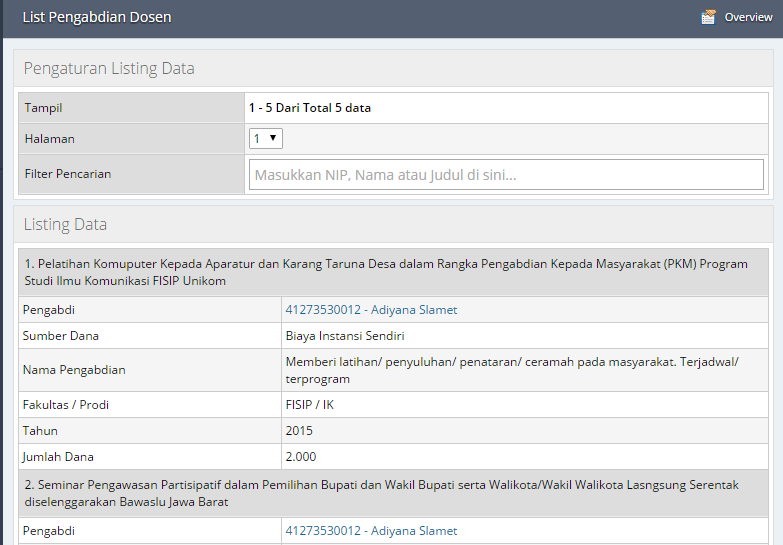 List Pengabdian Dosen
Overview
Pengaturan Listing Data
Tampil 1 - 5 Dari Total 5 data
Halaman 1
Filter Pencarian Masukkan NIP, Nama atau Judul di sini...
Listing Data
1. Pelatihan Komuputer Kepada Aparatur dan Karang Taruna Desa dalam Rangka Pengabdian Kepada Masyarakat (PKM) Program
Studi Ilmu Komunikasi FISIP Unikom
Pengabdi 41273530012 - Adiyana Slamet
Sumber Dana Biaya Instansi Sendiri
Nama Pengabdian Memberi latihan/ penyuluhan/ penataran/ ceramah pada masyarakat. Terjadwal/
terprogram
Fakultas / Prodi FISIP / IK
Tahun 2015
Jumlah Dana 2.000
2. Seminar Pengawasan Partisipatif dalam Pemilihan Bupati dan Wakil Bupati serta Walikota/Wakil Walikota Lasngsung Serentak
diselenggarakan Bawaslu Jawa Barat
Pengabdi 41273530012 - Adiyana Slamet